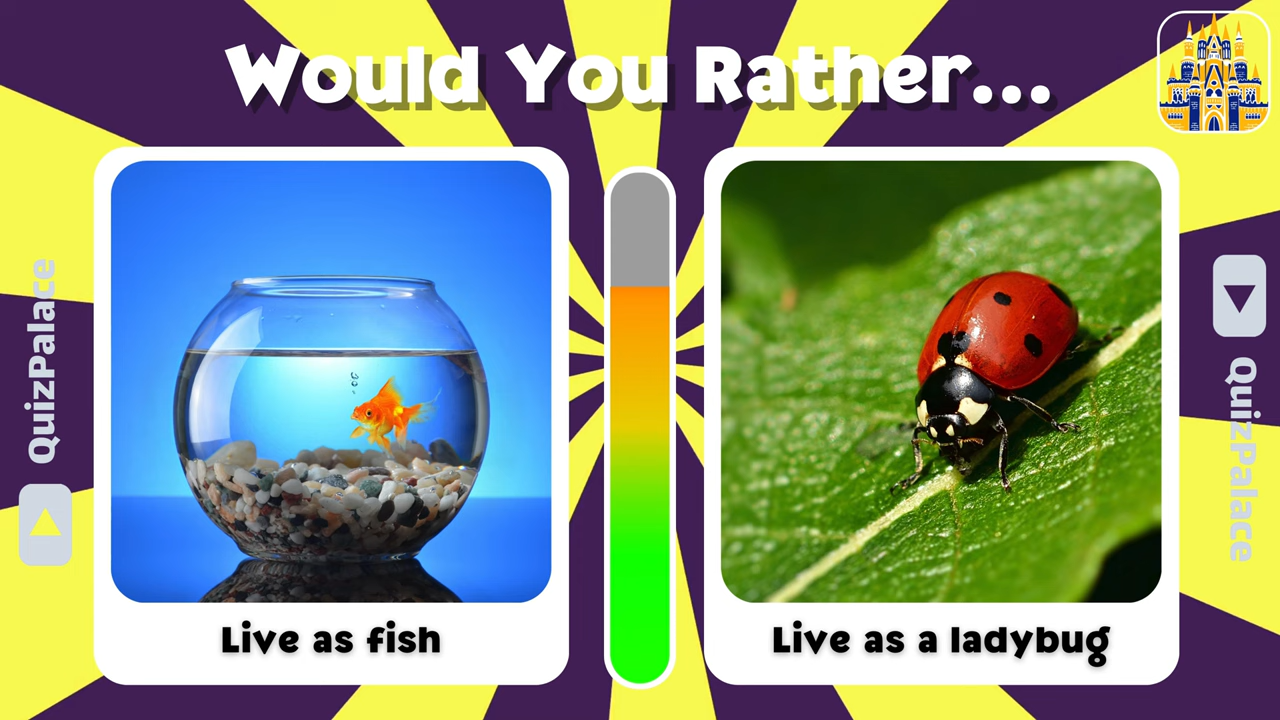 Would You Rather...
QuizPalace
Live as fish
Live as a ladybug
QuizPalace